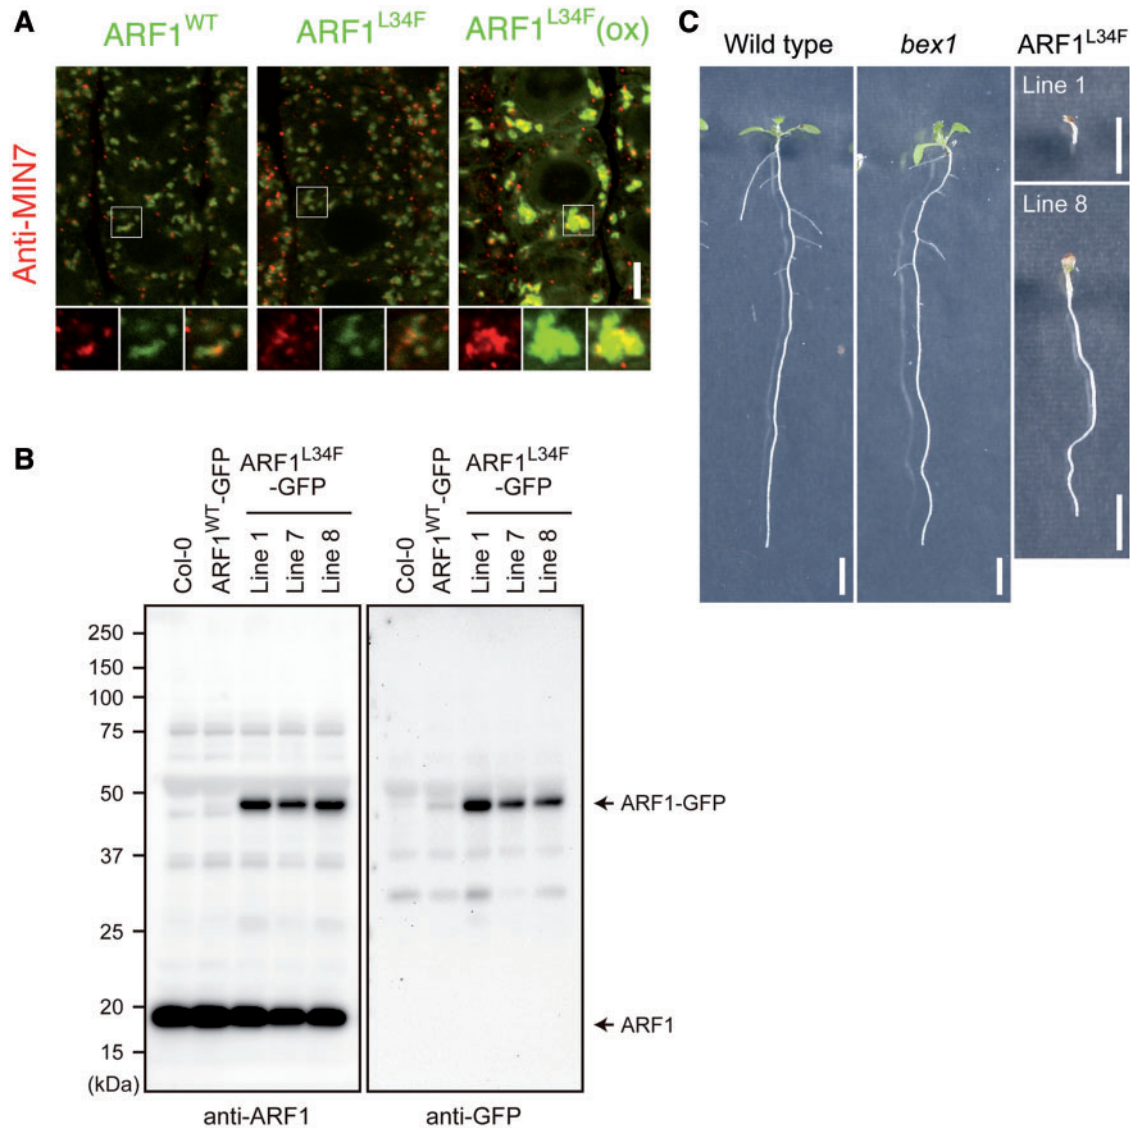 A
ARF1WT
ARF1L34F
ARF1L34F(ox)
Anti-MIN7
B
ARF1L34F
-GFP
ARF1L34F
-GFP
Col-0
ARF1WT-GFP
Line 1
Line 7
Line 8
Col-0
ARF1WT-GFP
Line 1
Line 7
Line 8
250
150
100
75
50
37
25
20
15
(kDa)
ARF1-GFP
ARF1
anti-ARF1
anti-GFP
C
Wild type
bex1
ARF1L34F
Line 1
Line 8